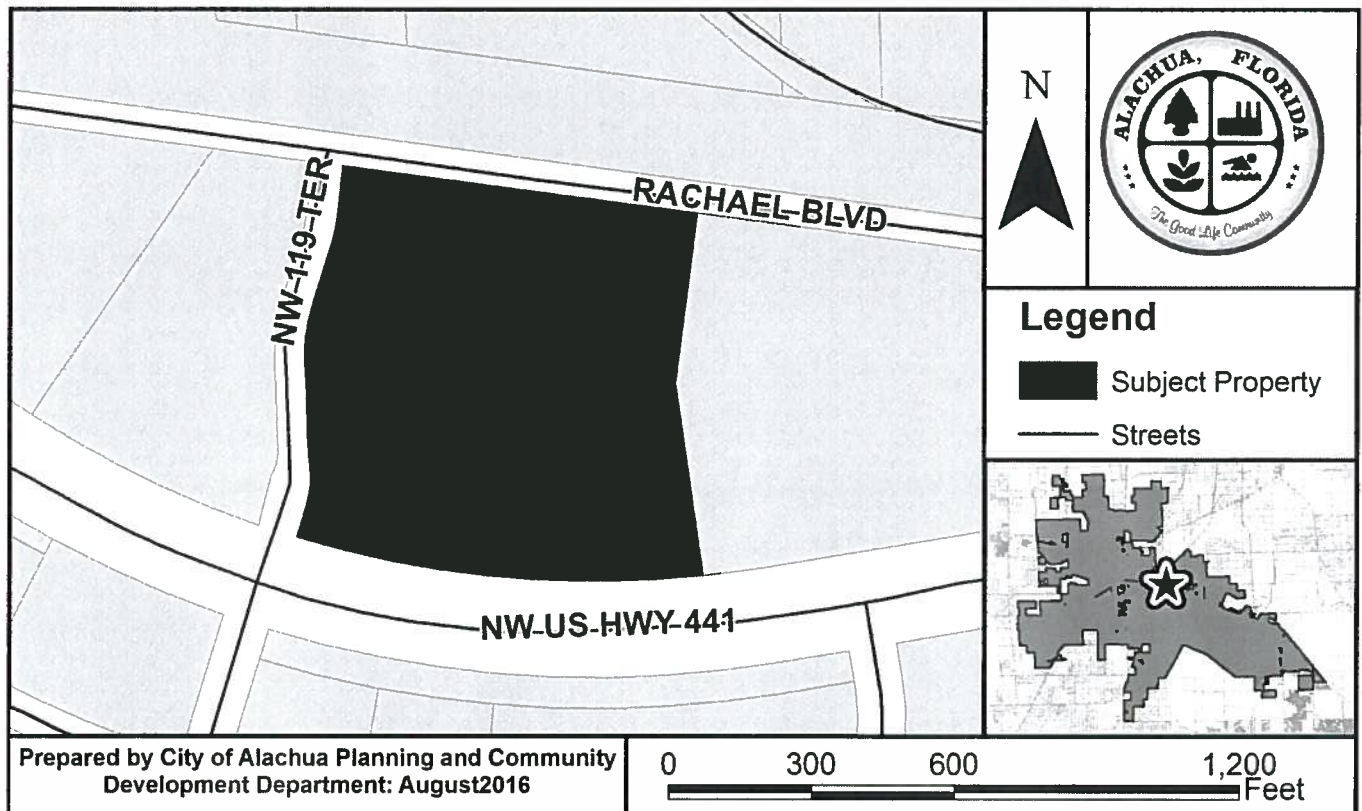 NW 119 TER
RACHAEL BLVD
NW US HWY 441
N
ALACHUA, FLORIDA
The Good Life Community
Legend
Subject Property
Streets
Prepared by City of Alachua Planning and Community
Development Department: August2016
0 300 600 1,200
Feet